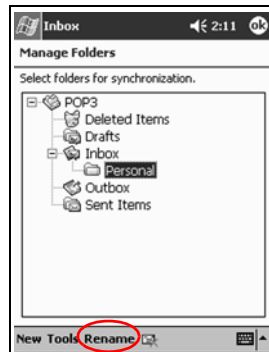 Inbox 2:11 ok
Manage Folders
Select folders for synchronization.
POP3
Deleted Items
Drafts
Inbox
Personal
Outbox
Sent Items
New Tools Rename